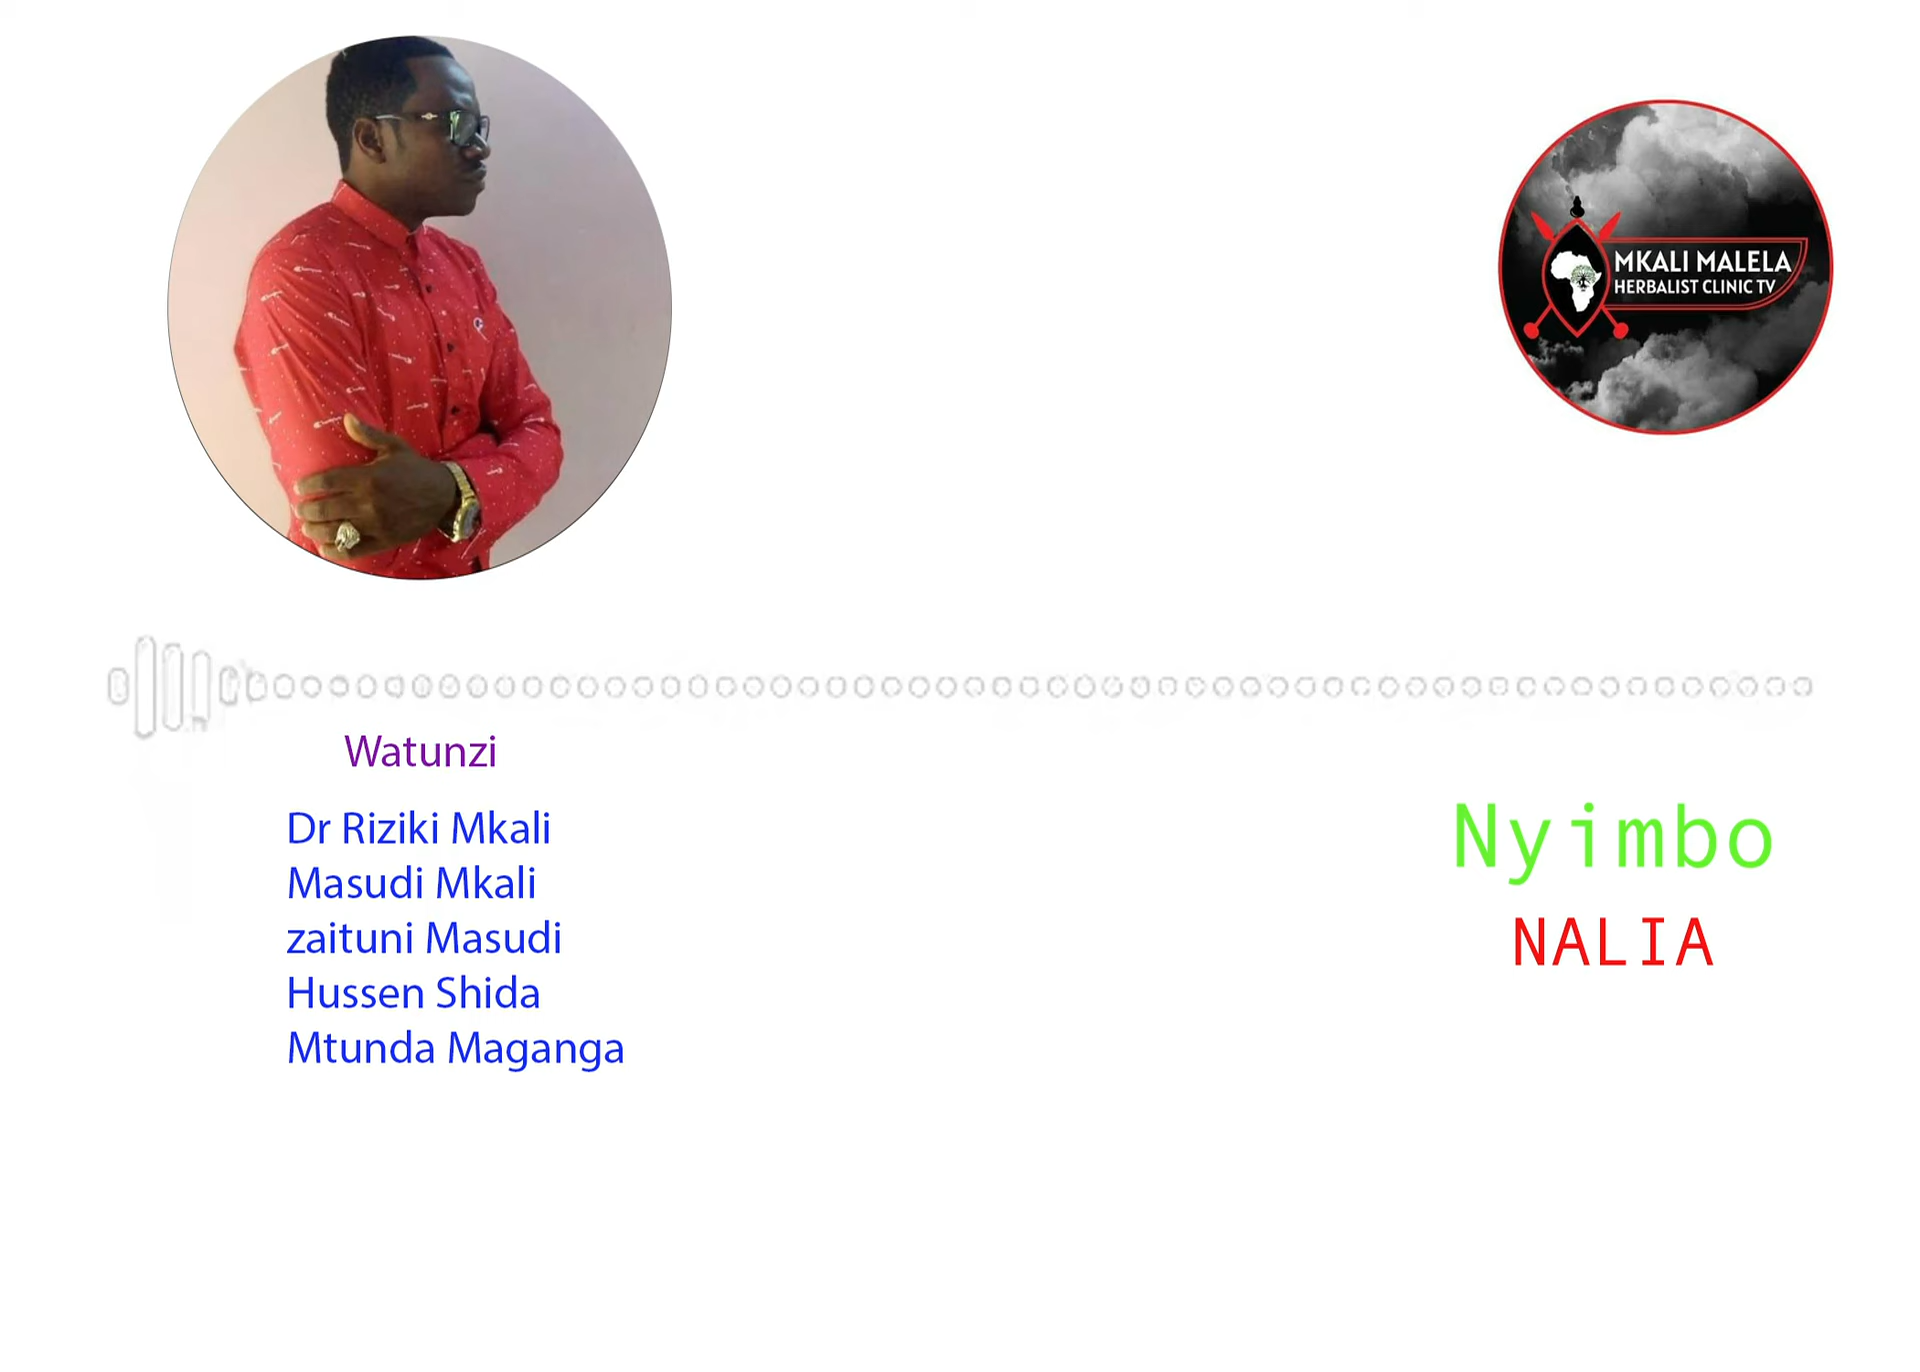 MKALI MALELA
HERBALIST CLINIC TV
Watunzi
Dr Riziki Mkali
Masudi Mkali
zaituni Masudi
Hussen Shida
Mtunda Maganga
Nyimbo
NALIA